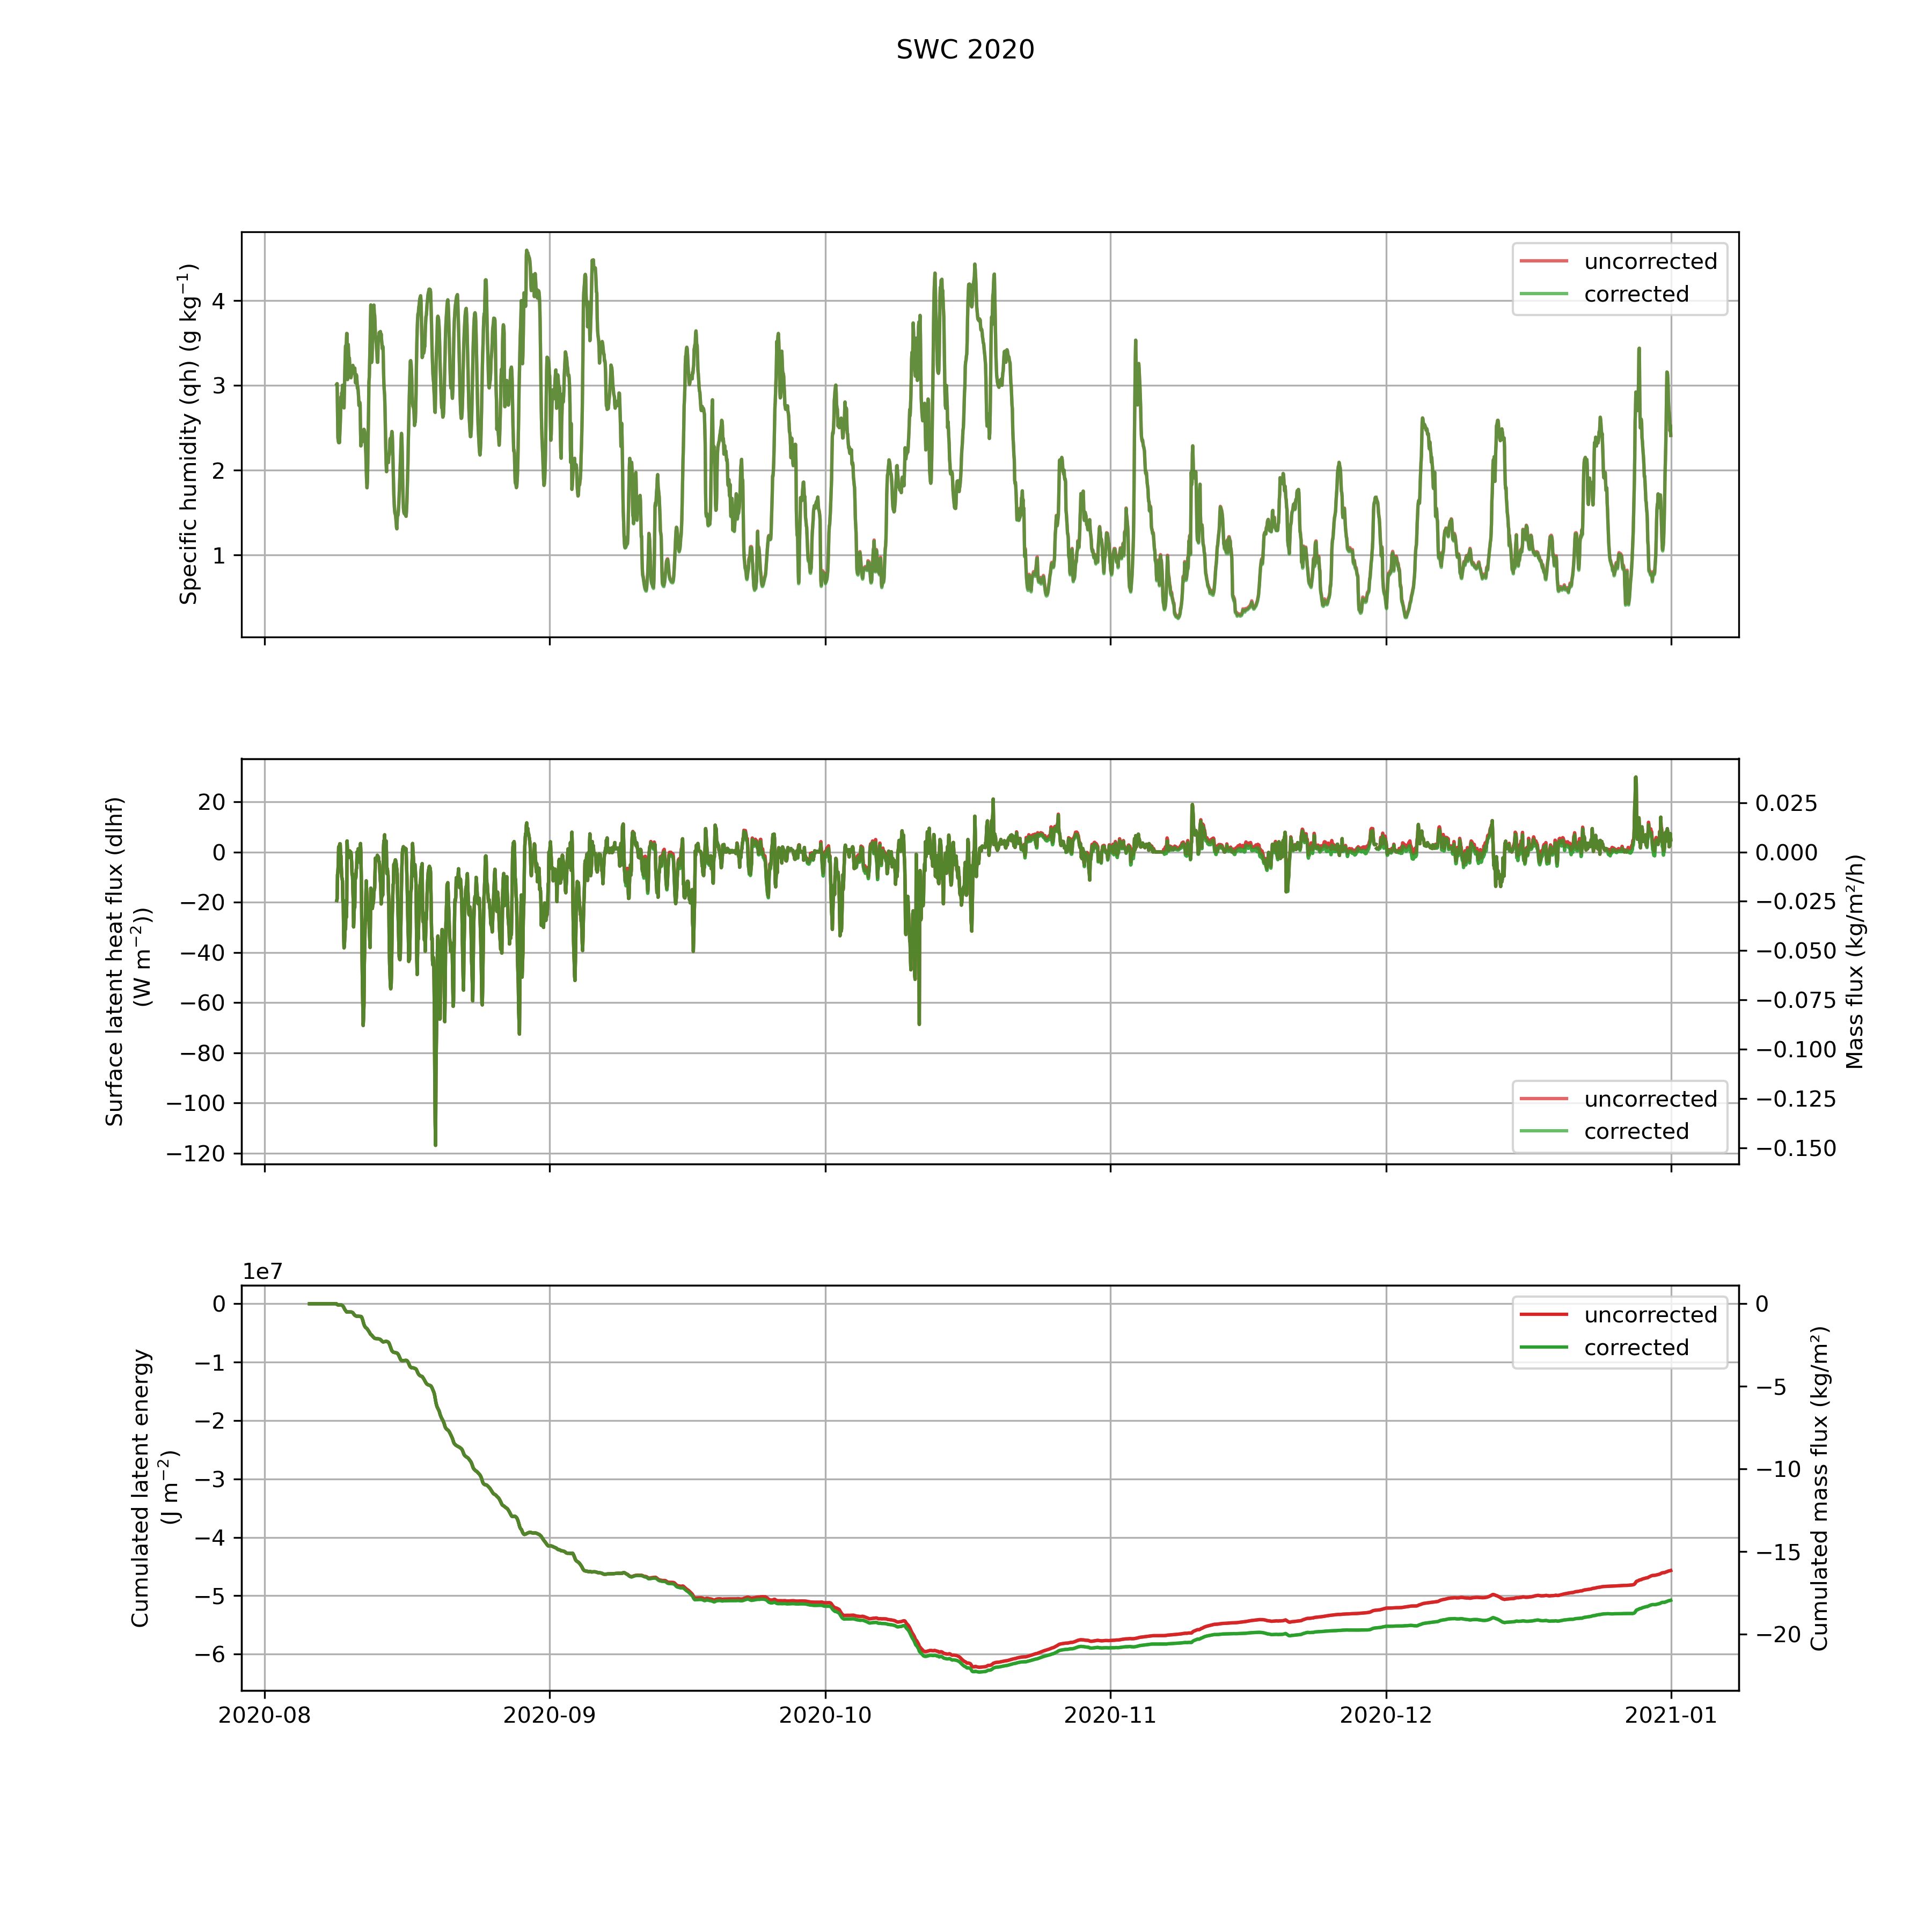 SWC 2020
Specific humidity (qh) (g kg⁻¹)
4
3
2
1
uncorrected
corrected
Surface latent heat flux (dlhf)
(W m⁻²))
20
0
−20
−40
−60
−80
−100
−120
uncorrected
corrected
0.025
0.000
−0.025
−0.050
−0.075
−0.100
−0.125
−0.150
Mass flux (kg/m²/h)
1e7
Cumulated latent energy
(J m⁻²)
0
−1
−2
−3
−4
−5
−6
uncorrected
corrected
0
−5
−10
−15
−20
Cumulated mass flux (kg/m²)
2020-08
2020-09
2020-10
2020-11
2020-12
2021-01